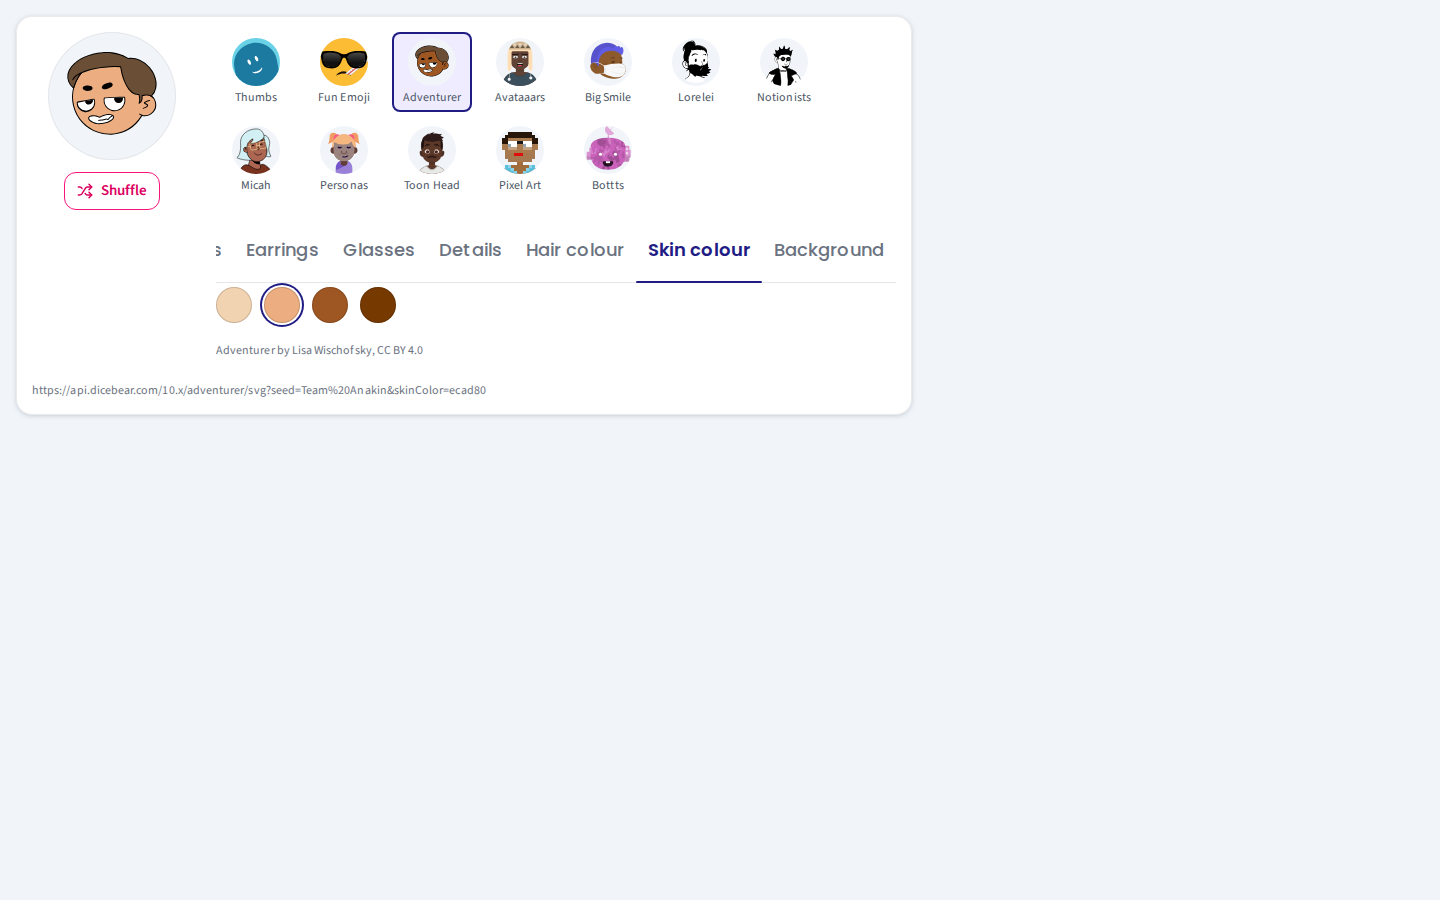 Thumbs Fun Emoji Adventurer Avataaars Big Smile Lorelei Notionists
Shuffle
Micah Personas Toon Head Pixel Art Bottts
s Earrings Glasses Details Hair colour Skin colour Background
Adventurer by Lisa Wischofsky, CC BY 4.0
https://api.dicebear.com/10.x/adventurer/svg?seed=Team%20Anakin&skinColor=ecad80